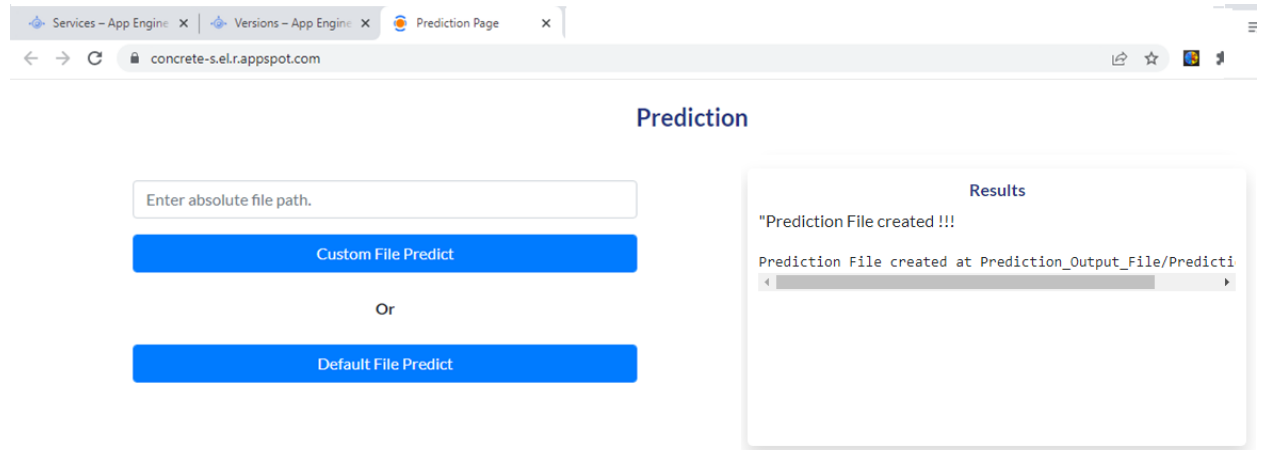 Services – App Engine
Versions – App Engine
Prediction Page
concrete-s.el.r.appspot.com
Prediction
Enter absolute file path.
Custom File Predict
Or
Default File Predict
Results
"Prediction File created !!!
Prediction File created at Prediction_Output_File/Predicti